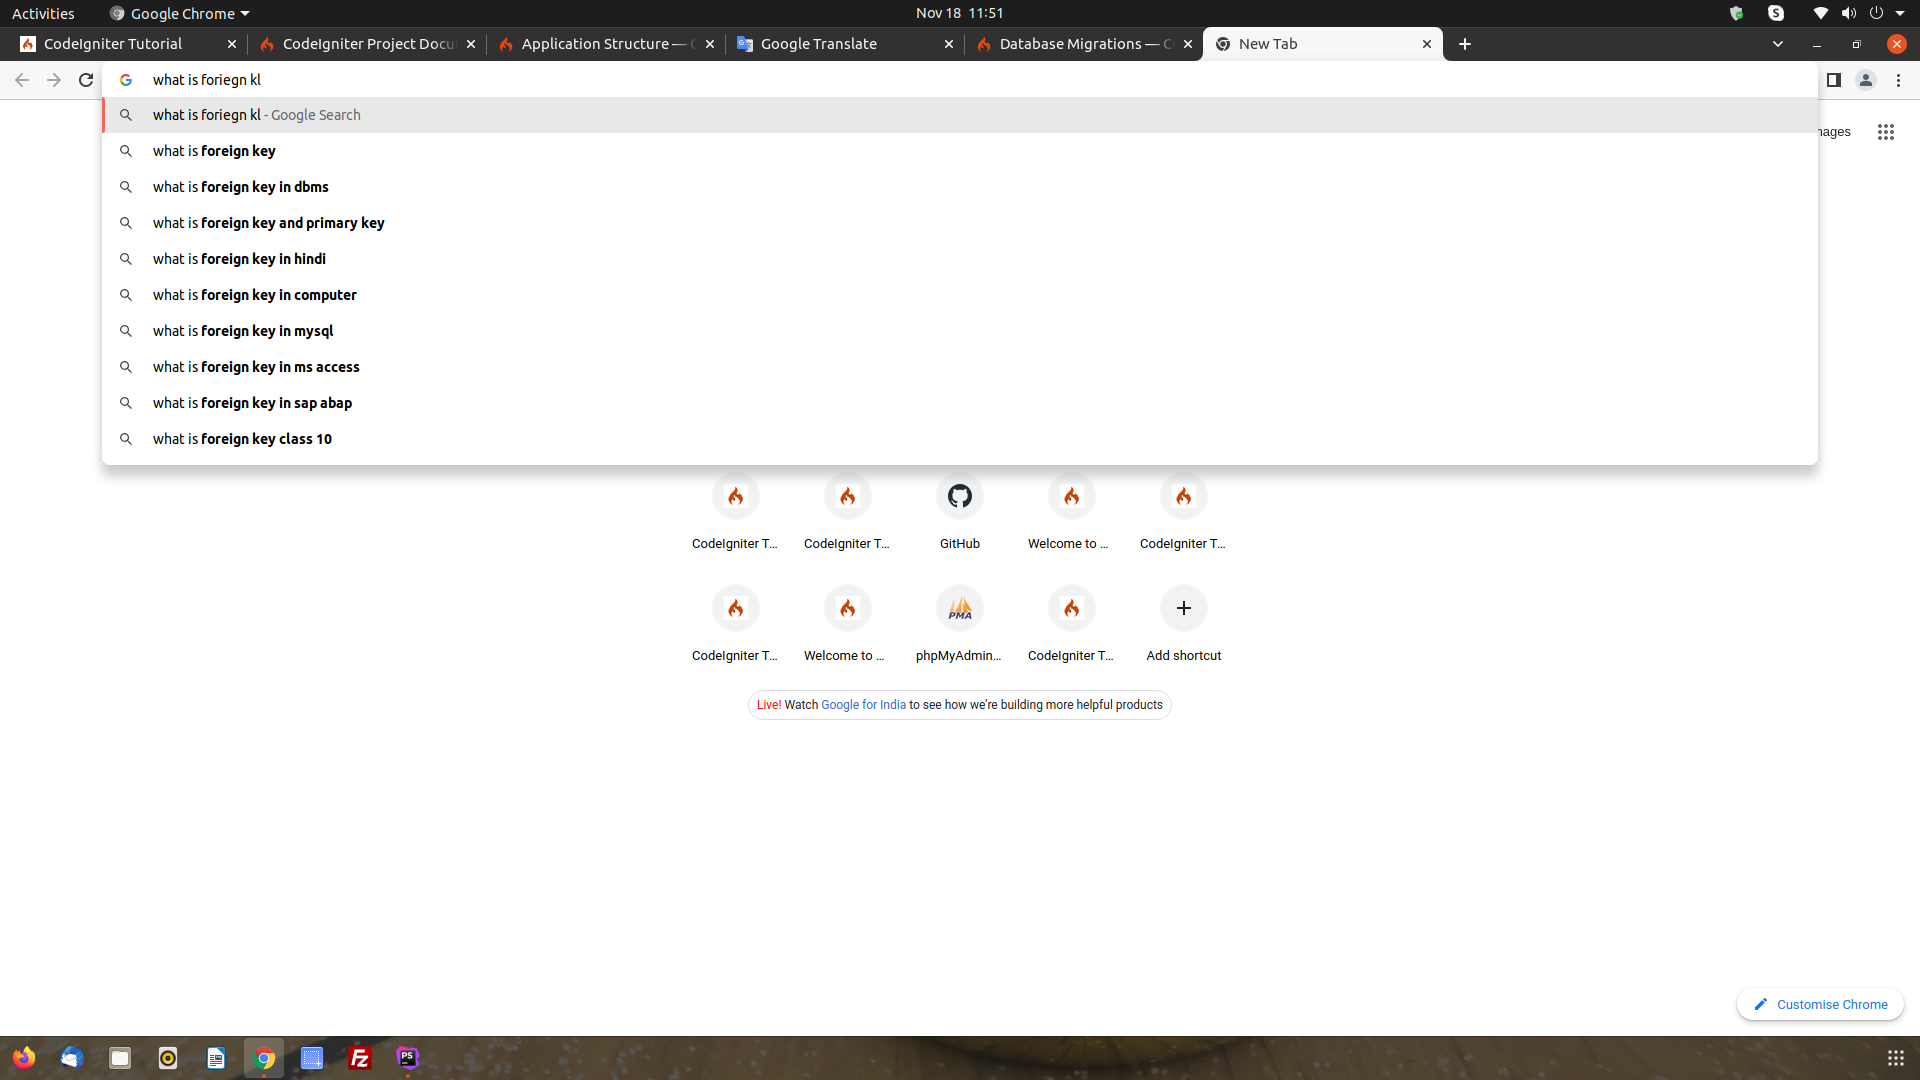 Activities
Google Chrome
Nov 18 11:51
CodeIgniter Tutorial
CodeIgniter Project Docu
Application Structure — C
Google Translate
Database Migrations — Co
New Tab
what is foriegn kl
what is foriegn kl - Google Search
mages
what is foreign key
what is foreign key in dbms
what is foreign key and primary key
what is foreign key in hindi
what is foreign key in computer
what is foreign key in mysql
what is foreign key in ms access
what is foreign key in sap abap
what is foreign key class 10
CodeIgniter T...
CodeIgniter T...
GitHub
Welcome to ...
CodeIgniter T...
PMA
CodeIgniter T...
Welcome to ...
phpMyAdmin...
CodeIgniter T...
Add shortcut
Live! Watch Google for India to see how we're building more helpful products
Customise Chrome
Fz
PS